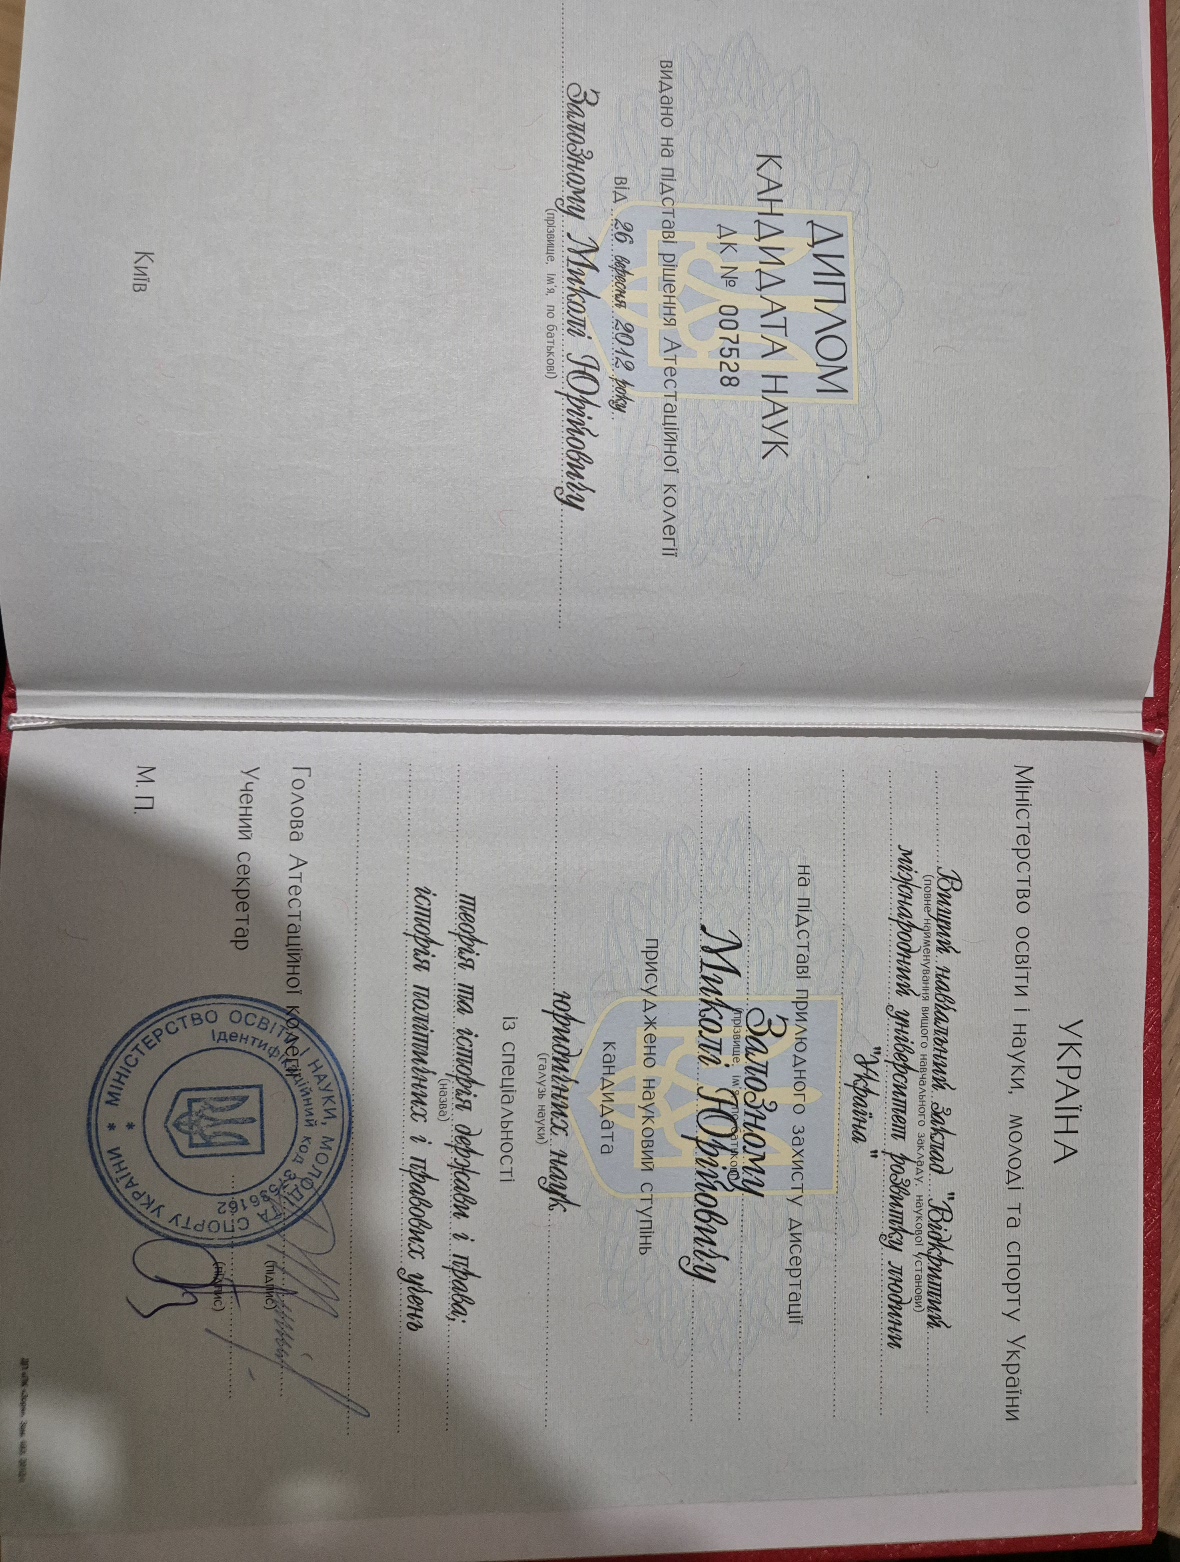 ДИПЛОМ
КАНДИДАТА НАУК
ДК № 007528
видано на підставі рішення Атестаційної колегії
від 26 вересня 2012 року
Залозному Миколі Юрійовичу
(прізвище, ім'я, по батькові)
Київ
УКРАЇНА
Міністерство освіти і науки, молоді та спорту України
Вищий навчальний заклад "Відкритий
(повне найменування вищого навчального закладу, наукової установи)
міжнародний університет розвитку людини
"Україна"
на підставі прилюдного захисту дисертації
Залозному
(прізвище, ім'я, по батькові)
Миколі Юрійовичу
присуджено науковий ступінь
кандидата
юридичних наук
(галузь науки)
із спеціальності
теорія та історія держави і права;
(назва)
історія політичних і правових учень
Голова Атестаційної колегії
(підпис)
Учений секретар
(підпис)
М.П.
МІНІСТЕРСТВО ОСВІТИ І НАУКИ, МОЛОДІ ТА СПОРТУ УКРАЇНИ
Ідентифікаційний код 37536162